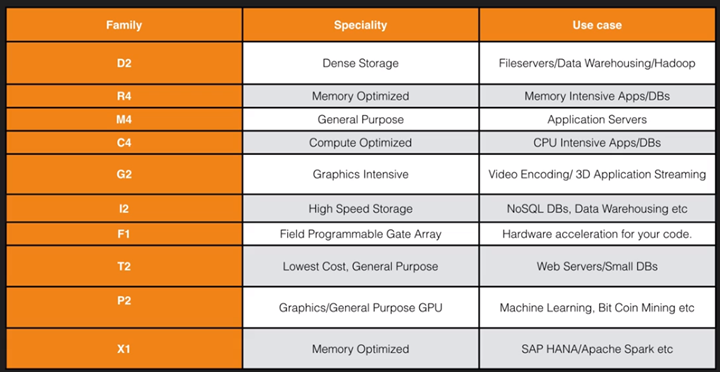 Family Speciality Use case
D2 Dense Storage Fileservers/Data Warehousing/Hadoop
R4 Memory Optimized Memory Intensive Apps/DBs
M4 General Purpose Application Servers
C4 Compute Optimized CPU Intensive Apps/DBs
G2 Graphics Intensive Video Encoding/ 3D Application Streaming
I2 High Speed Storage NoSQL DBs, Data Warehousing etc
F1 Field Programmable Gate Array Hardware acceleration for your code.
T2 Lowest Cost, General Purpose Web Servers/Small DBs
P2 Graphics/General Purpose GPU Machine Learning, Bit Coin Mining etc
X1 Memory Optimized SAP HANA/Apache Spark etc